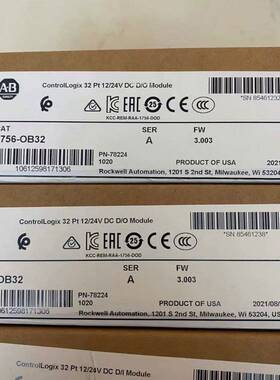 AB ControlLogix 32 Pt 12/24V DC D/O Module
KCC-REM-RAA-1756-DOD
CAT
756-OB32
SER
A
FW
3.003
PN-78224
1020
PRODUCT OF USA
2021
10612598171306
Rockwell Automation, 1201 S 2nd St, Milwaukee, Wi 53204
ControlLogix 32 Pt 12/24V DC D/O Module
*SN 85461238*
KCC-REM-RAA-1756-DOD
OB32
SER
A
FW
3.003
PN-78224
1020
PRODUCT OF USA
2021/08/
12598171306
Rockwell Automation, 1201 S 2nd St, Milwaukee, Wi 53204, US
ControlLogix 32 Pt 12/24V DC D/I Module